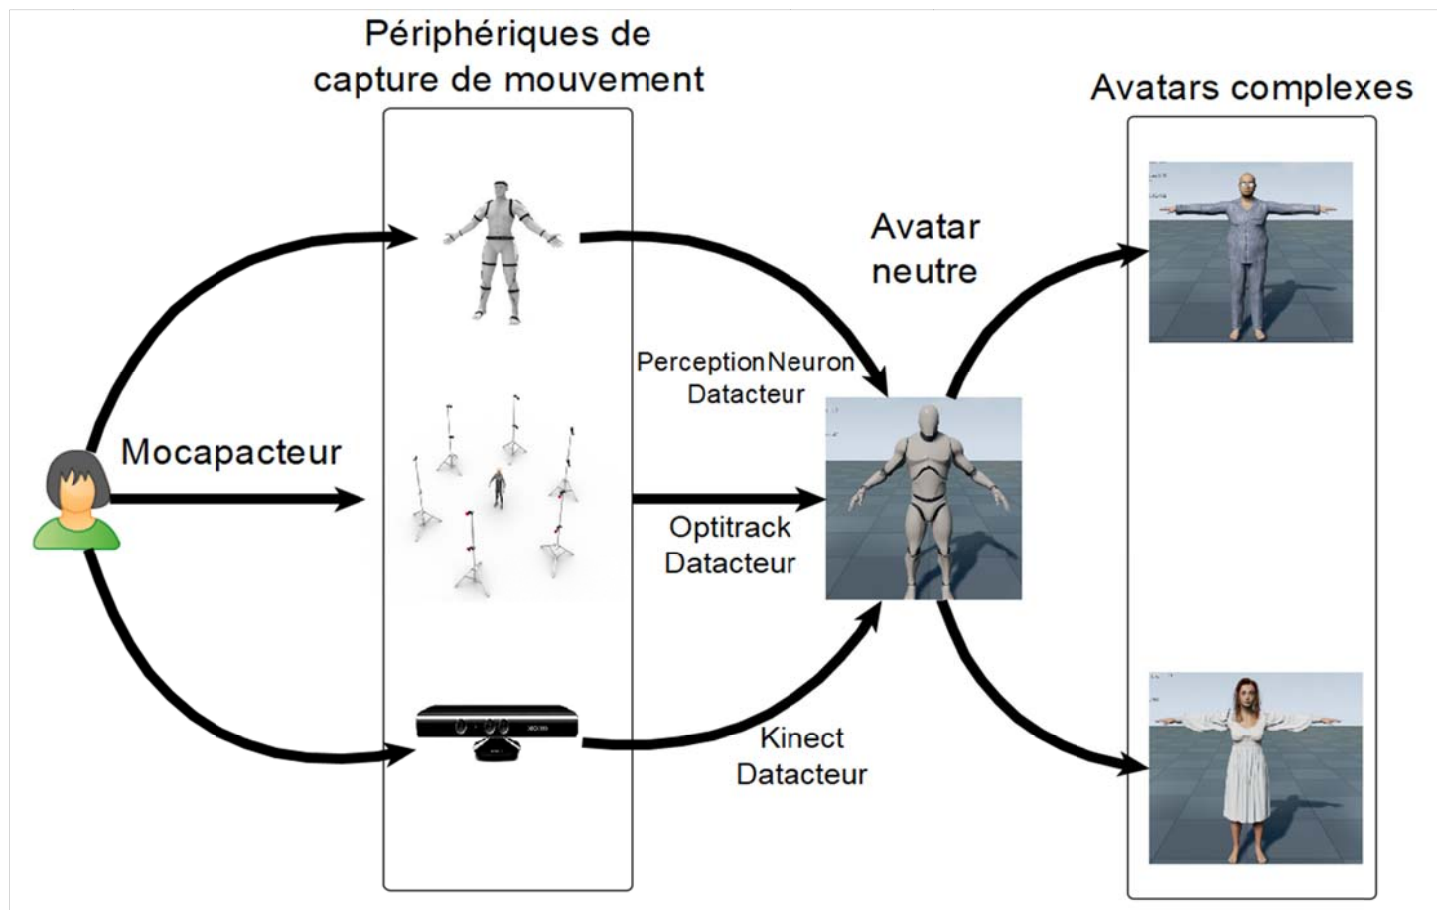 Périphériques de
capture de mouvement
Avatars complexes
Avatar
neutre
PerceptionNeuron
Datacteur
Mocapacteur
Optitrack
Datacteur
Kinect
Datacteur